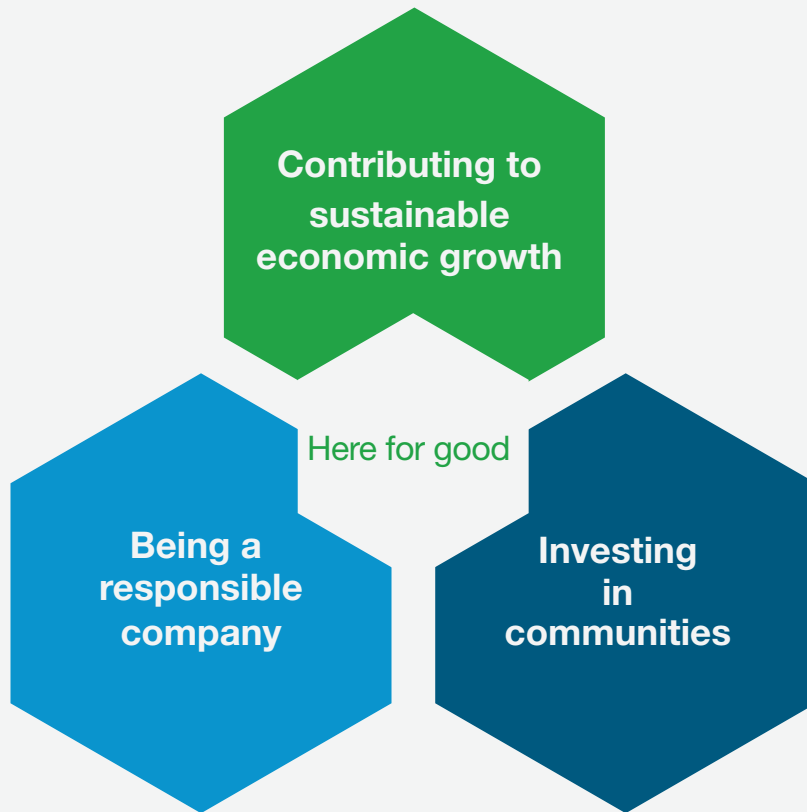 Contributing to
sustainable
economic growth
Here for good
Being a
responsible
company
Investing
in
communities